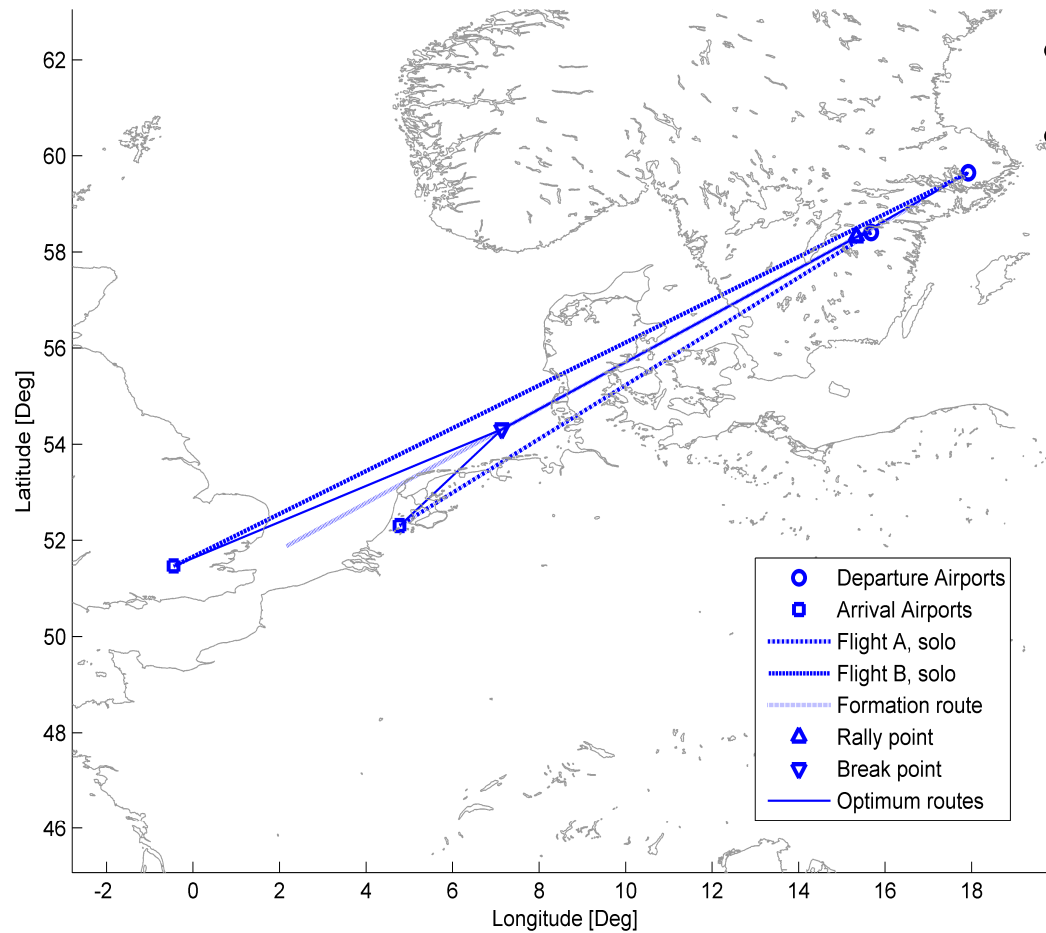 62
60
58
56
54
52
50
48
46
Latitude [Deg]
-2 0 2 4 6 8 10 12 14 16 18
Longitude [Deg]
Departure Airports
Arrival Airports
Flight A, solo
Flight B, solo
Formation route
Rally point
Break point
Optimum routes